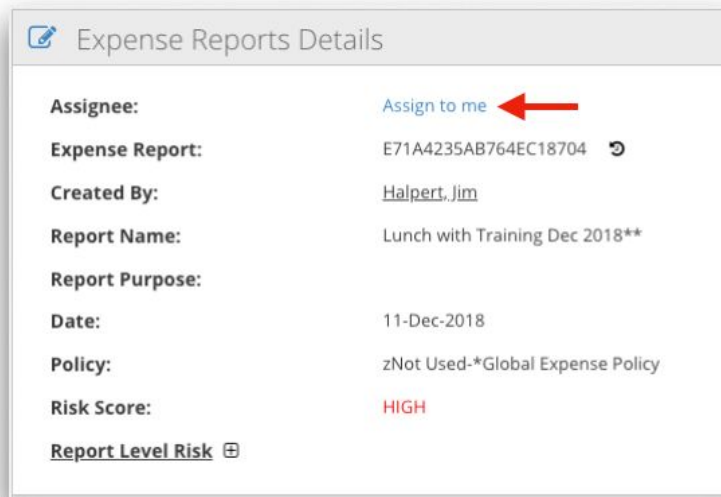 Expense Reports Details
Assignee: Assign to me
Expense Report: E71A4235AB764EC18704
Created By: Halpert, Jim
Report Name: Lunch with Training Dec 2018**
Report Purpose:
Date: 11-Dec-2018
Policy: zNot Used-*Global Expense Policy
Risk Score: HIGH
Report Level Risk